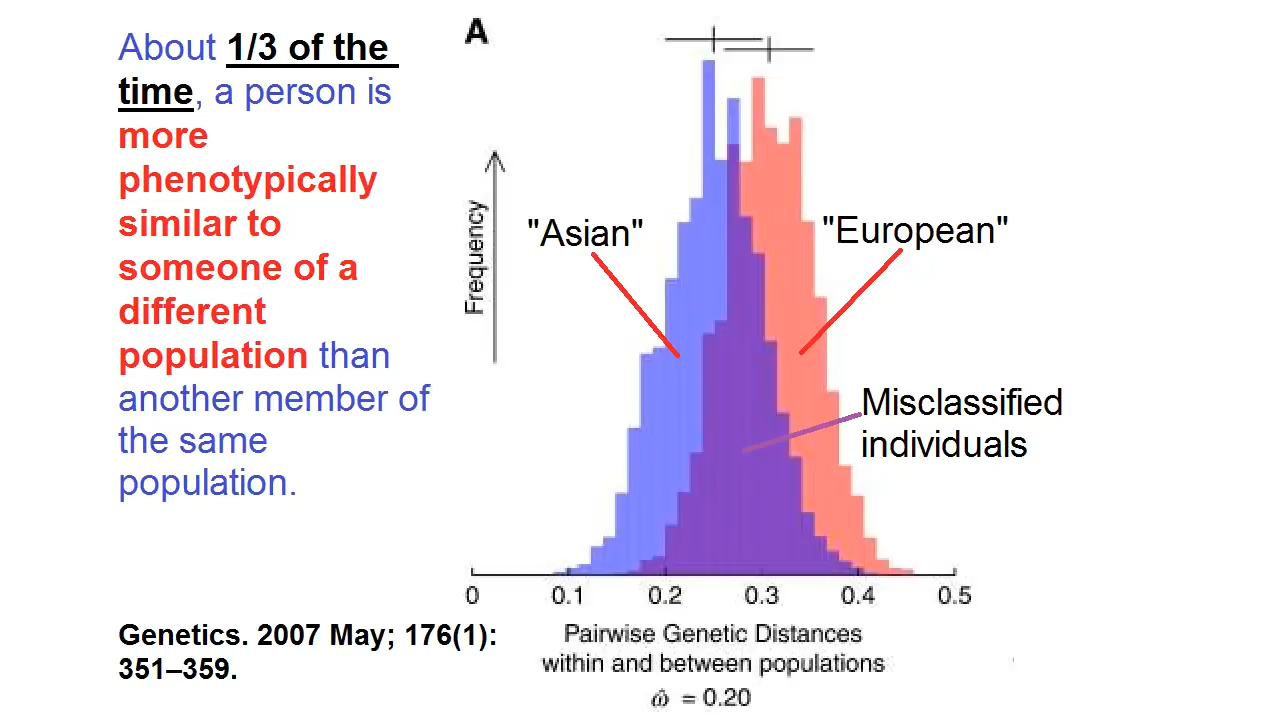 About 1/3 of the
time, a person is
more
phenotypically
similar to
someone of a
different
population than
another member of
the same
population.
Genetics. 2007 May; 176(1):
351–359.
A
Frequency
"Asian"
"European"
Misclassified
individuals
0 0.1 0.2 0.3 0.4 0.5
Pairwise Genetic Distances
within and between populations
ω̂ = 0.20